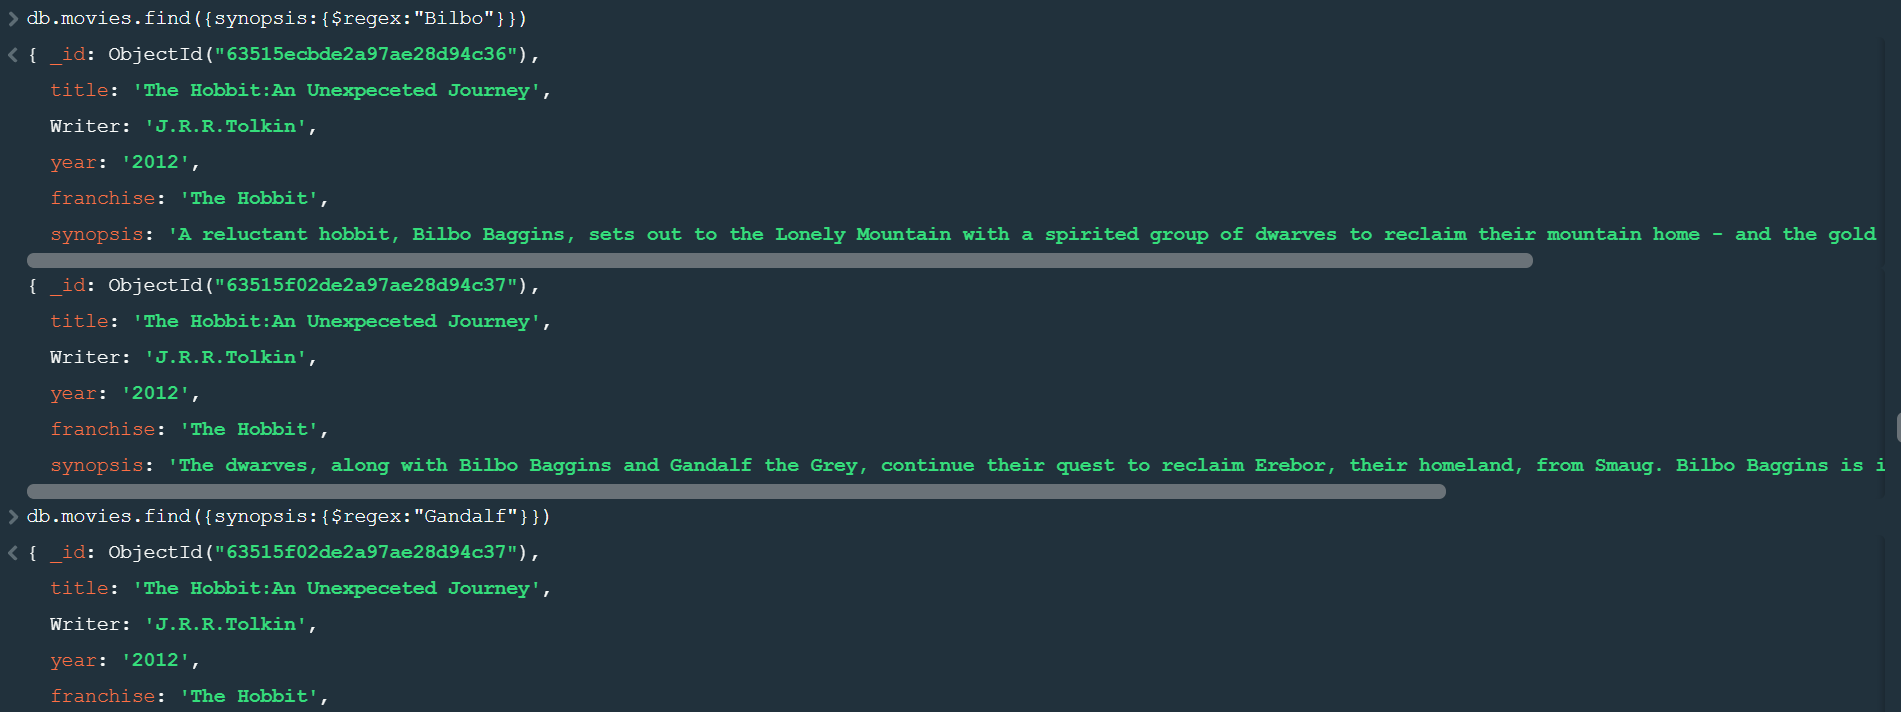 db.movies.find({synopsis:{$regex:"Bilbo"}})
{ _id: ObjectId("63515ecbde2a97ae28d94c36"),
title: 'The Hobbit:An Unexpeceted Journey',
Writer: 'J.R.R.Tolkin',
year: '2012',
franchise: 'The Hobbit',
synopsis: 'A reluctant hobbit, Bilbo Baggins, sets out to the Lonely Mountain with a spirited group of dwarves to reclaim their mountain home - and the gold
{ _id: ObjectId("63515f02de2a97ae28d94c37"),
title: 'The Hobbit:An Unexpeceted Journey',
Writer: 'J.R.R.Tolkin',
year: '2012',
franchise: 'The Hobbit',
synopsis: 'The dwarves, along with Bilbo Baggins and Gandalf the Grey, continue their quest to reclaim Erebor, their homeland, from Smaug. Bilbo Baggins is i
db.movies.find({synopsis:{$regex:"Gandalf"}})
{ _id: ObjectId("63515f02de2a97ae28d94c37"),
title: 'The Hobbit:An Unexpeceted Journey',
Writer: 'J.R.R.Tolkin',
year: '2012',
franchise: 'The Hobbit',